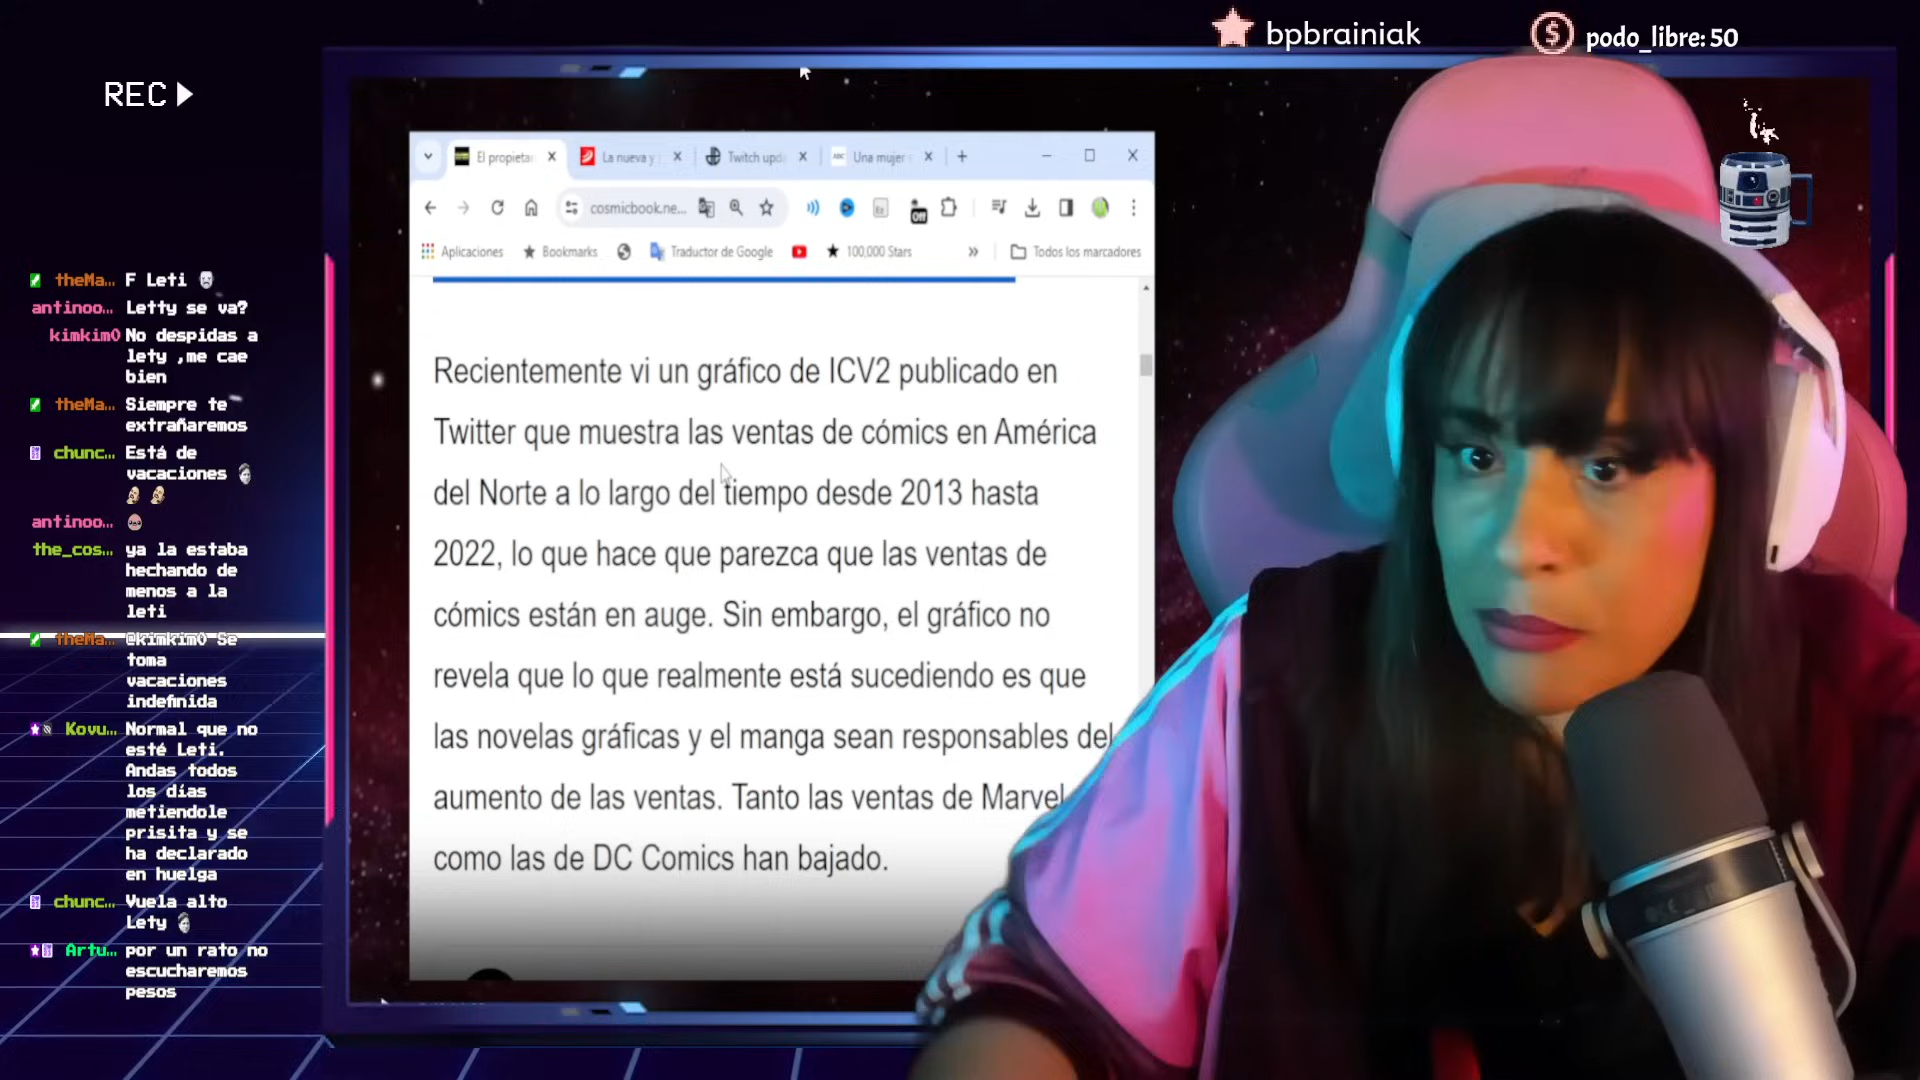 bpbrainiak
podo_libre: 50
REC
El propieta
La nueva y
Twitch upd
Una mujer
cosmicbook.ne...
Off
Aplicaciones
Bookmarks
Traductor de Google
100,000 Stars
»
Todos los marcadores
Recientemente vi un gráfico de ICV2 publicado en
Twitter que muestra las ventas de cómics en América
del Norte a lo largo del tiempo desde 2013 hasta
2022, lo que hace que parezca que las ventas de
cómics están en auge. Sin embargo, el gráfico no
revela que lo que realmente está sucediendo es que
las novelas gráficas y el manga sean responsables del
aumento de las ventas. Tanto las ventas de Marvel
como las de DC Comics han bajado.
theMa... F Leti
antinoo... Letty se va?
kimkim0 No despidas a
lety ,me cae
bien
theMa... Siempre te
extrañaremos
chunc... Está de
vacaciones
antinoo...
the_cos... ya la estaba
hechando de
menos a la
leti
theMa... @kimkim0 Se
toma
vacaciones
indefinida
Kovu... Normal que no
esté Leti.
Andas todos
los días
metiendole
prisita y se
ha declarado
en huelga
chunc... Vuela alto
Lety
Artu... por un rato no
escucharemos
pesos